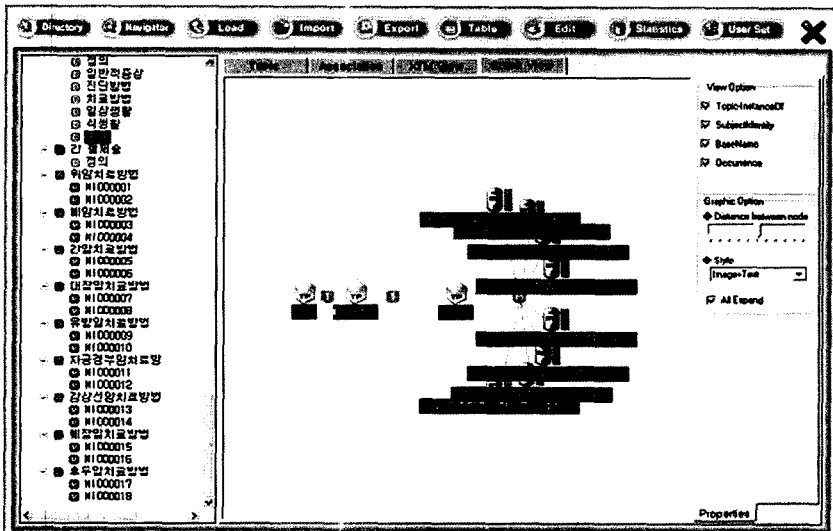 Directory Navigator Load Import Export Table Edit Statistics User Set
Table Association Graph View
정의
일반적증상
진단방법
치료방법
일상생활
식생활
정의
위암치료방법
NI000001
NI000002
폐암치료방법
NI000003
NI000004
간암치료방법
NI000005
NI000006
대장암치료방법
NI000007
NI000008
유방암치료방법
NI000009
NI000010
자궁경부암치료방
NI000011
NI000012
갑상선암치료방법
NI000013
NI000014
췌장암치료방법
NI000015
NI000016
후두암치료방법
NI000017
NI000018
View Option
Topic-InstanceOf
SubjectIdentity
BaseName
Occurrence
Graphic Option
Distance between node
Style
Image+Text
All Expand
Properties